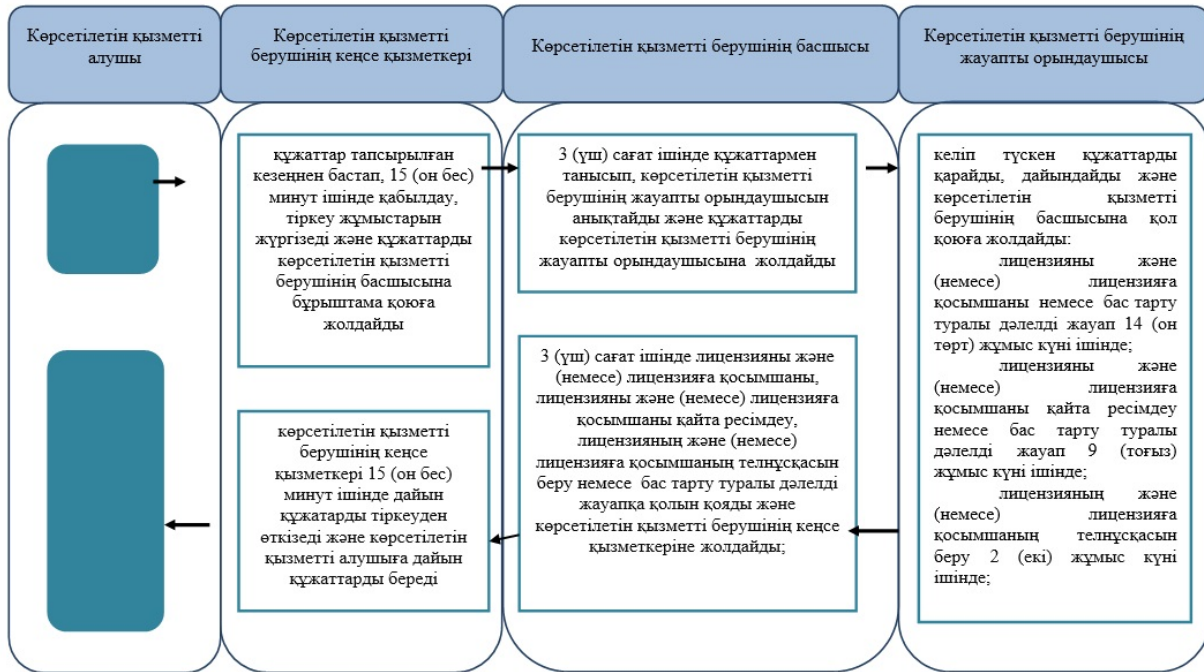 Көрсетілетін қызметті
алушы
Көрсетілетін қызметті
берушінің кеңсе қызметкері
Көрсетілетін қызметті берушінің басшысы
Көрсетілетін қызметті берушінің
жауапты орындаушысы
құжаттар тапсырылған
кезеңнен бастап, 15 (он бес)
минут ішінде қабылдау,
тіркеу жұмыстарын
жүргізеді және құжаттарды
көрсетілетін қызметті
берушінің басшысына
бұрыштама қоюға
жолдайды
3 (үш) сағат ішінде құжаттармен
танысып, көрсетілетін қызметті
берушінің жауапты орындаушысын
анықтайды және құжаттарды
көрсетілетін қызметті берушінің
жауапты орындаушысына жолдайды
келіп түскен құжаттарды
қарайды, дайындайды және
көрсетілетін қызметті
берушінің басшысына қол
қоюға жолдайды:
лицензияны және
(немесе) лицензияға
қосымшаны немесе бас тарту
туралы дәлелді жауап 14 (он
төрт) жұмыс күні ішінде;
лицензияны және
(немесе) лицензияға
қосымшаны қайта ресімдеу
немесе бас тарту туралы
дәлелді жауап 9 (тоғыз)
жұмыс күні ішінде;
лицензияның және
(немесе) лицензияға
қосымшаның телнұсқасын
беру 2 (екі) жұмыс күні
ішінде;
3 (үш) сағат ішінде лицензияны және
(немесе) лицензияға қосымшаны,
лицензияны және (немесе) лицензияға
қосымшаны қайта ресімдеу,
лицензияның және (немесе)
лицензияға қосымшаның телнұсқасын
беру немесе бас тарту туралы дәлелді
жауапқа қолын қояды және
көрсетілетін қызметті берушінің кеңсе
қызметкеріне жолдайды;
көрсетілетін қызметті
берушінің кеңсе
қызметкері 15 (он бес)
минут ішінде дайын
құжатарды тіркеуден
өткізеді және көрсетілетін
қызметті алушыға дайын
құжаттарды береді